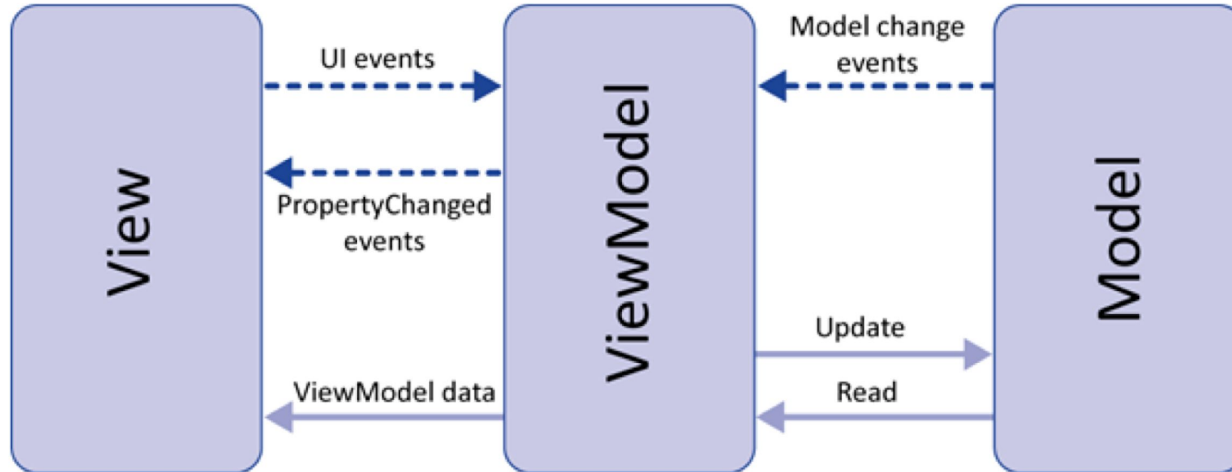 View
UI events
PropertyChanged
events
ViewModel data
ViewModel
Model change
events
Update
Read
Model